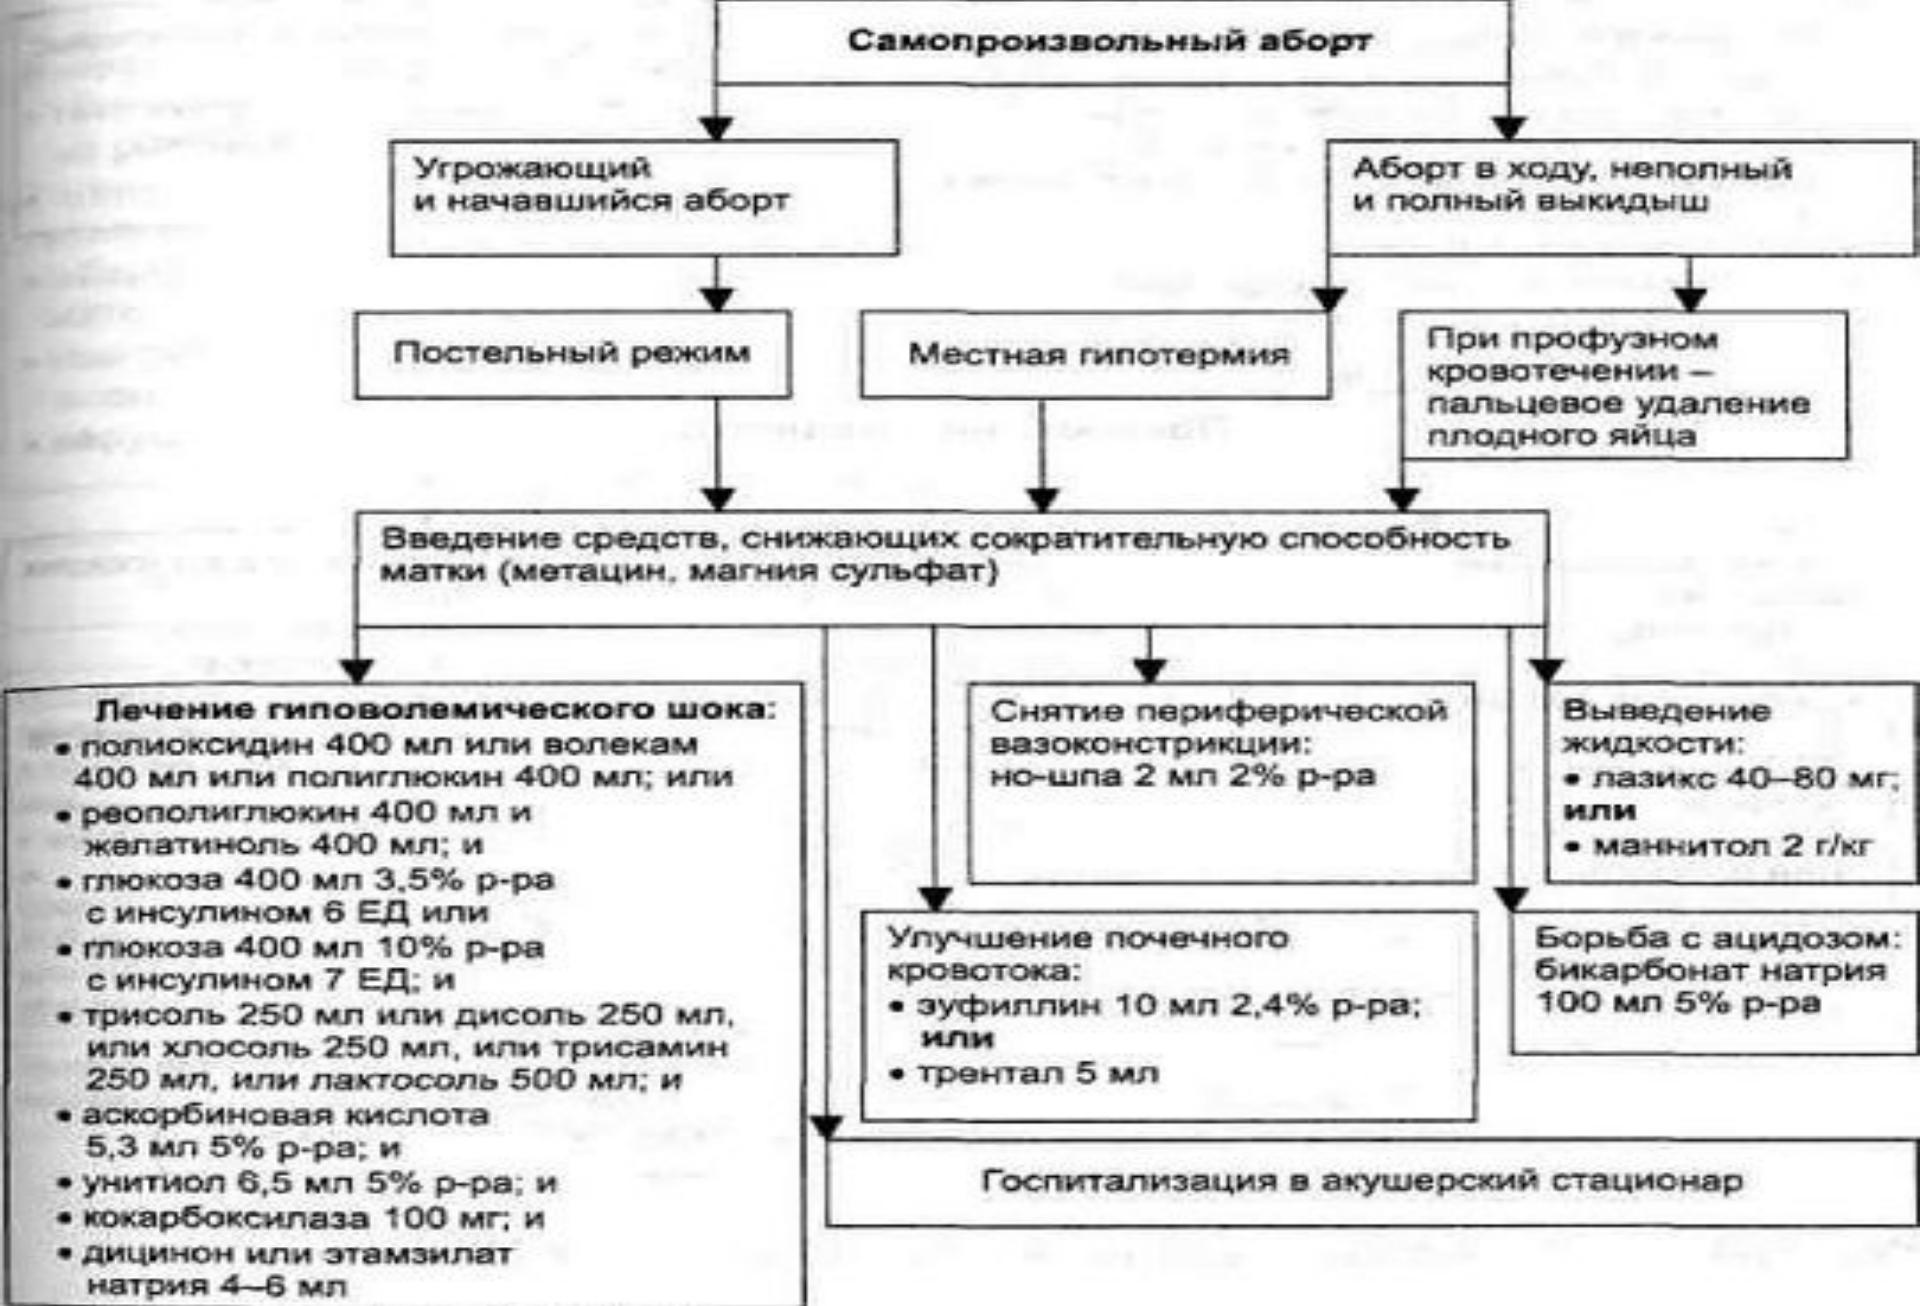 Самопроизвольный аборт
Угрожающий
и начавшийся аборт
Аборт в ходу, неполный
и полный выкидыш
Постельный режим
Местная гипотермия
При профузном
кровотечении –
пальцевое удаление
плодного яйца
Введение средств, снижающих сократительную способность
матки (метацин, магния сульфат)
Лечение гиповолемического шока:
• полиоксидин 400 мл или волекам
400 мл или полиглюкин 400 мл; или
• реополиглюкин 400 мл и
желатиноль 400 мл; и
• глюкоза 400 мл 3,5% р-ра
с инсулином 6 ЕД или
• глюкоза 400 мл 10% р-ра
с инсулином 7 ЕД; и
• трисоль 250 мл или дисоль 250 мл,
или хлосоль 250 мл, или трисамин
250 мл, или лактосоль 500 мл; и
• аскорбиновая кислота
5,3 мл 5% р-ра; и
• унитиол 6,5 мл 5% р-ра; и
• кокарбоксилаза 100 мг; и
• дицинон или этамзилат
натрия 4–6 мл
Снятие периферической
вазоконстрикции:
но-шпа 2 мл 2% р-ра
Выведение
жидкости:
• лазикс 40–80 мг;
или
• маннитол 2 г/кг
Улучшение почечного
кровотока:
• эуфиллин 10 мл 2,4% р-ра;
или
• трентал 5 мл
Борьба с ацидозом:
бикарбонат натрия
100 мл 5% р-ра
Госпитализация в акушерский стационар